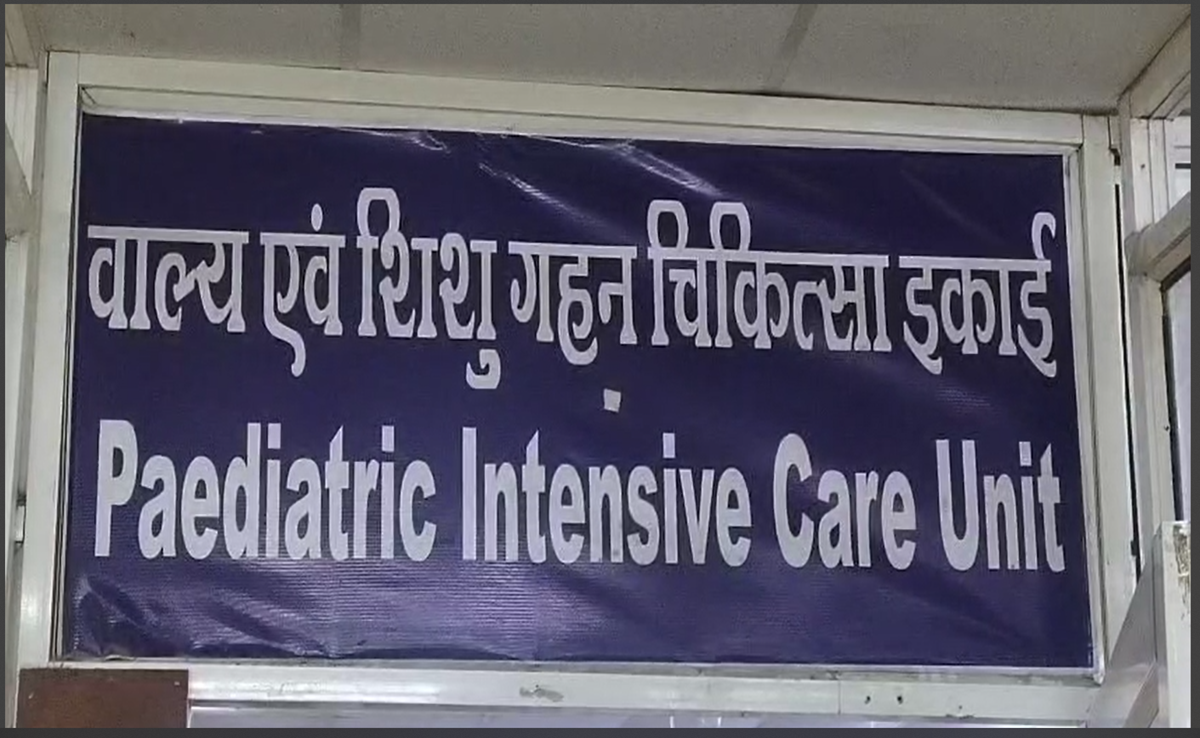 वाल्य एवं शिशु गहन चिकित्सा इकाई
Paediatric Intensive Care Unit